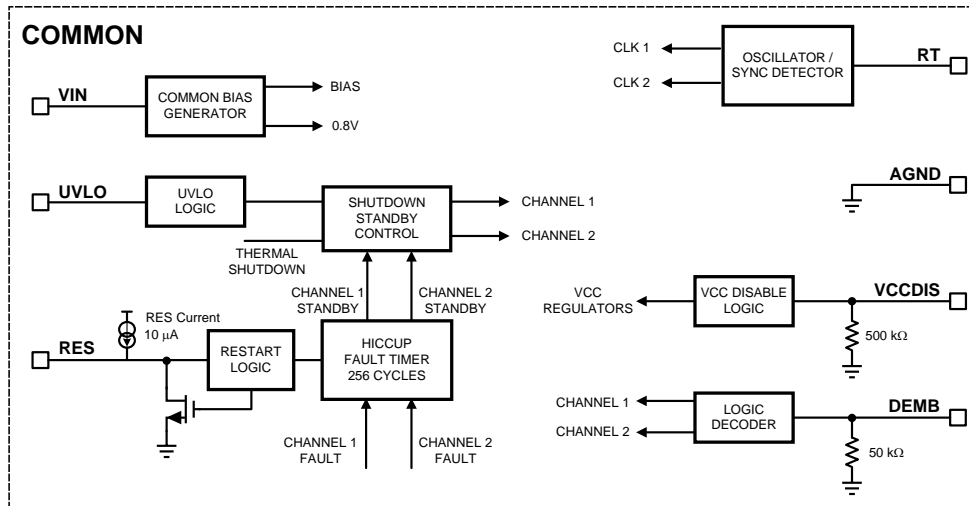 COMMON
VIN
COMMON BIAS
GENERATOR
BIAS
0.8V
CLK 1
CLK 2
OSCILLATOR /
SYNC DETECTOR
RT
UVLO
UVLO
LOGIC
SHUTDOWN
STANDBY
CONTROL
CHANNEL 1
CHANNEL 2
THERMAL
SHUTDOWN
AGND
CHANNEL 1
STANDBY
CHANNEL 2
STANDBY
VCC
REGULATORS
VCC DISABLE
LOGIC
VCCDIS
500 kΩ
RES Current
10 μA
RES
RESTART
LOGIC
HICCUP
FAULT TIMER
256 CYCLES
CHANNEL 1
FAULT
CHANNEL 2
FAULT
CHANNEL 1
CHANNEL 2
LOGIC
DECODER
DEMB
50 kΩ